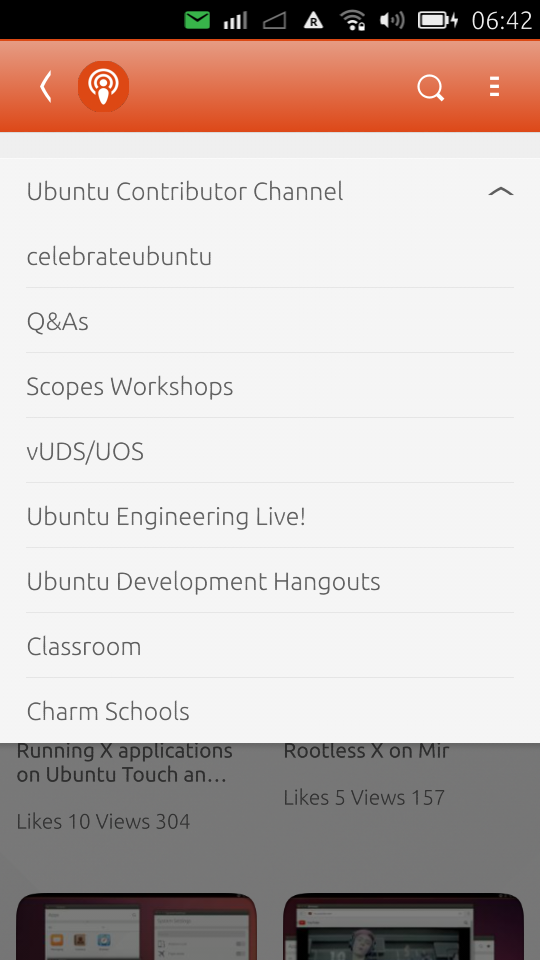 06:42
Ubuntu Contributor Channel
celebrateubuntu
Q&As
Scopes Workshops
vUDS/UOS
Ubuntu Engineering Live!
Ubuntu Development Hangouts
Classroom
Charm Schools
Running X applications
on Ubuntu Touch an…
Likes 10 Views 304
Rootless X on Mir
Likes 5 Views 157